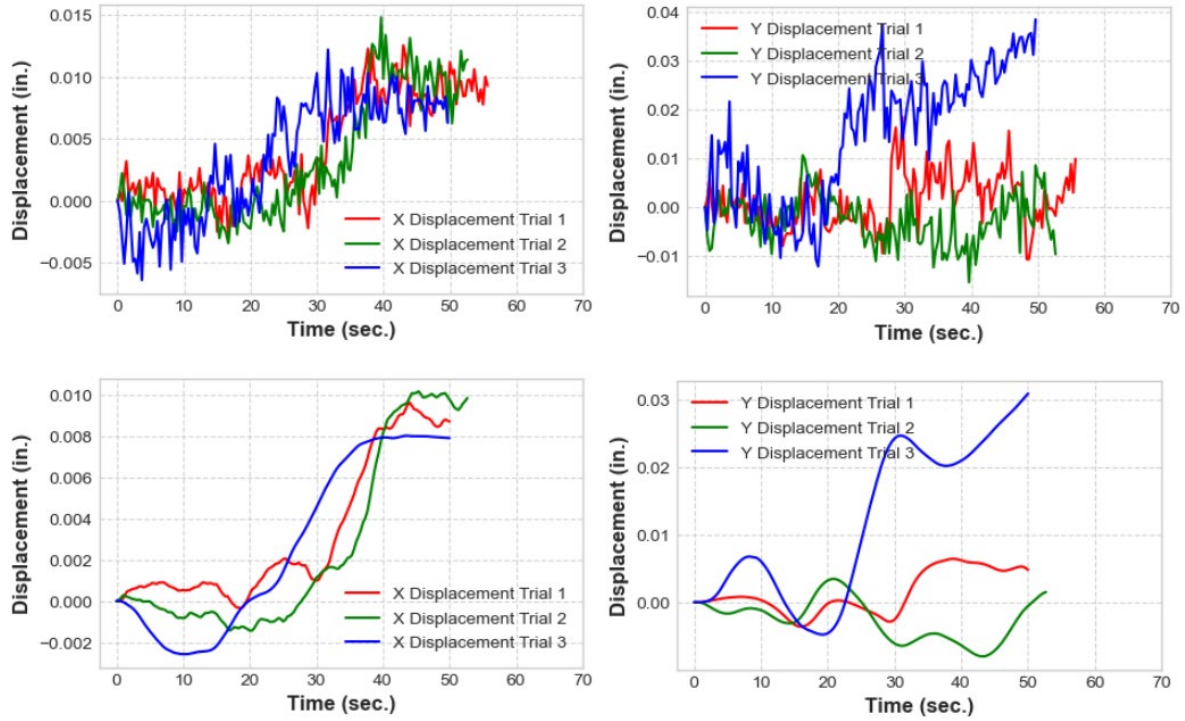 0.015
0.010
0.005
0.000
−0.005
Displacement (in.)
X Displacement Trial 1
X Displacement Trial 2
X Displacement Trial 3
0 10 20 30 40 50 60 70
Time (sec.)
0.04
0.03
0.02
0.01
0.00
−0.01
Displacement (in.)
Y Displacement Trial 1
Y Displacement Trial 2
Y Displacement Trial 3
0 10 20 30 40 50 60 70
Time (sec.)
0.010
0.008
0.006
0.004
0.002
0.000
−0.002
Displacement (in.)
X Displacement Trial 1
X Displacement Trial 2
X Displacement Trial 3
0 10 20 30 40 50 60 70
Time (sec.)
0.03
0.02
0.01
0.00
Displacement (in.)
Y Displacement Trial 1
Y Displacement Trial 2
Y Displacement Trial 3
0 10 20 30 40 50 60 70
Time (sec.)